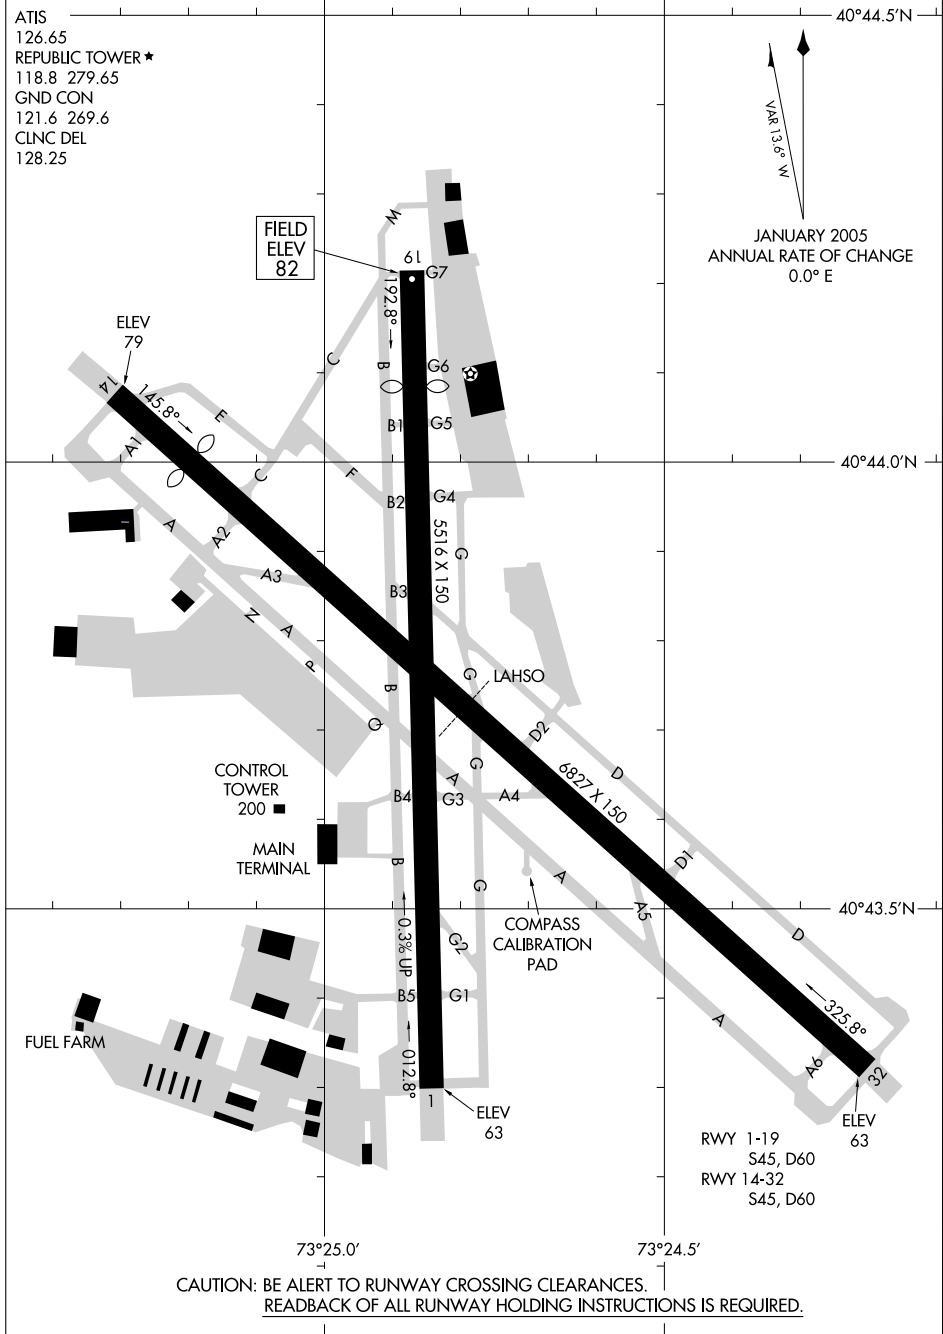 ATIS
126.65
REPUBLIC TOWER ★
118.8 279.65
GND CON
121.6 269.6
CLNC DEL
128.25
40°44.5'N
VAR 13.6° W
JANUARY 2005
ANNUAL RATE OF CHANGE
0.0° E
FIELD
ELEV
82
W
19
G7
192.8°
ELEV
79
14
145.8°
C
B
G6
E
B1
G5
A1
C
F
40°44.0'N
B2
G4
A
A2
5516 X 150
G
A3
B3
N
A
P
B
G
LAHSO
Q
D2
G
D
A
6827 X 150
CONTROL
TOWER
200
B4
G3
A4
MAIN
TERMINAL
B
D1
A
G
A5
40°43.5'N
COMPASS
CALIBRATION
PAD
0.3% UP
G2
D
B5
G1
A
325.8°
FUEL FARM
012.8°
A6
32
1
ELEV
63
ELEV
63
RWY 1-19
S45, D60
RWY 14-32
S45, D60
73°25.0'
73°24.5'
CAUTION: BE ALERT TO RUNWAY CROSSING CLEARANCES.
READBACK OF ALL RUNWAY HOLDING INSTRUCTIONS IS REQUIRED.